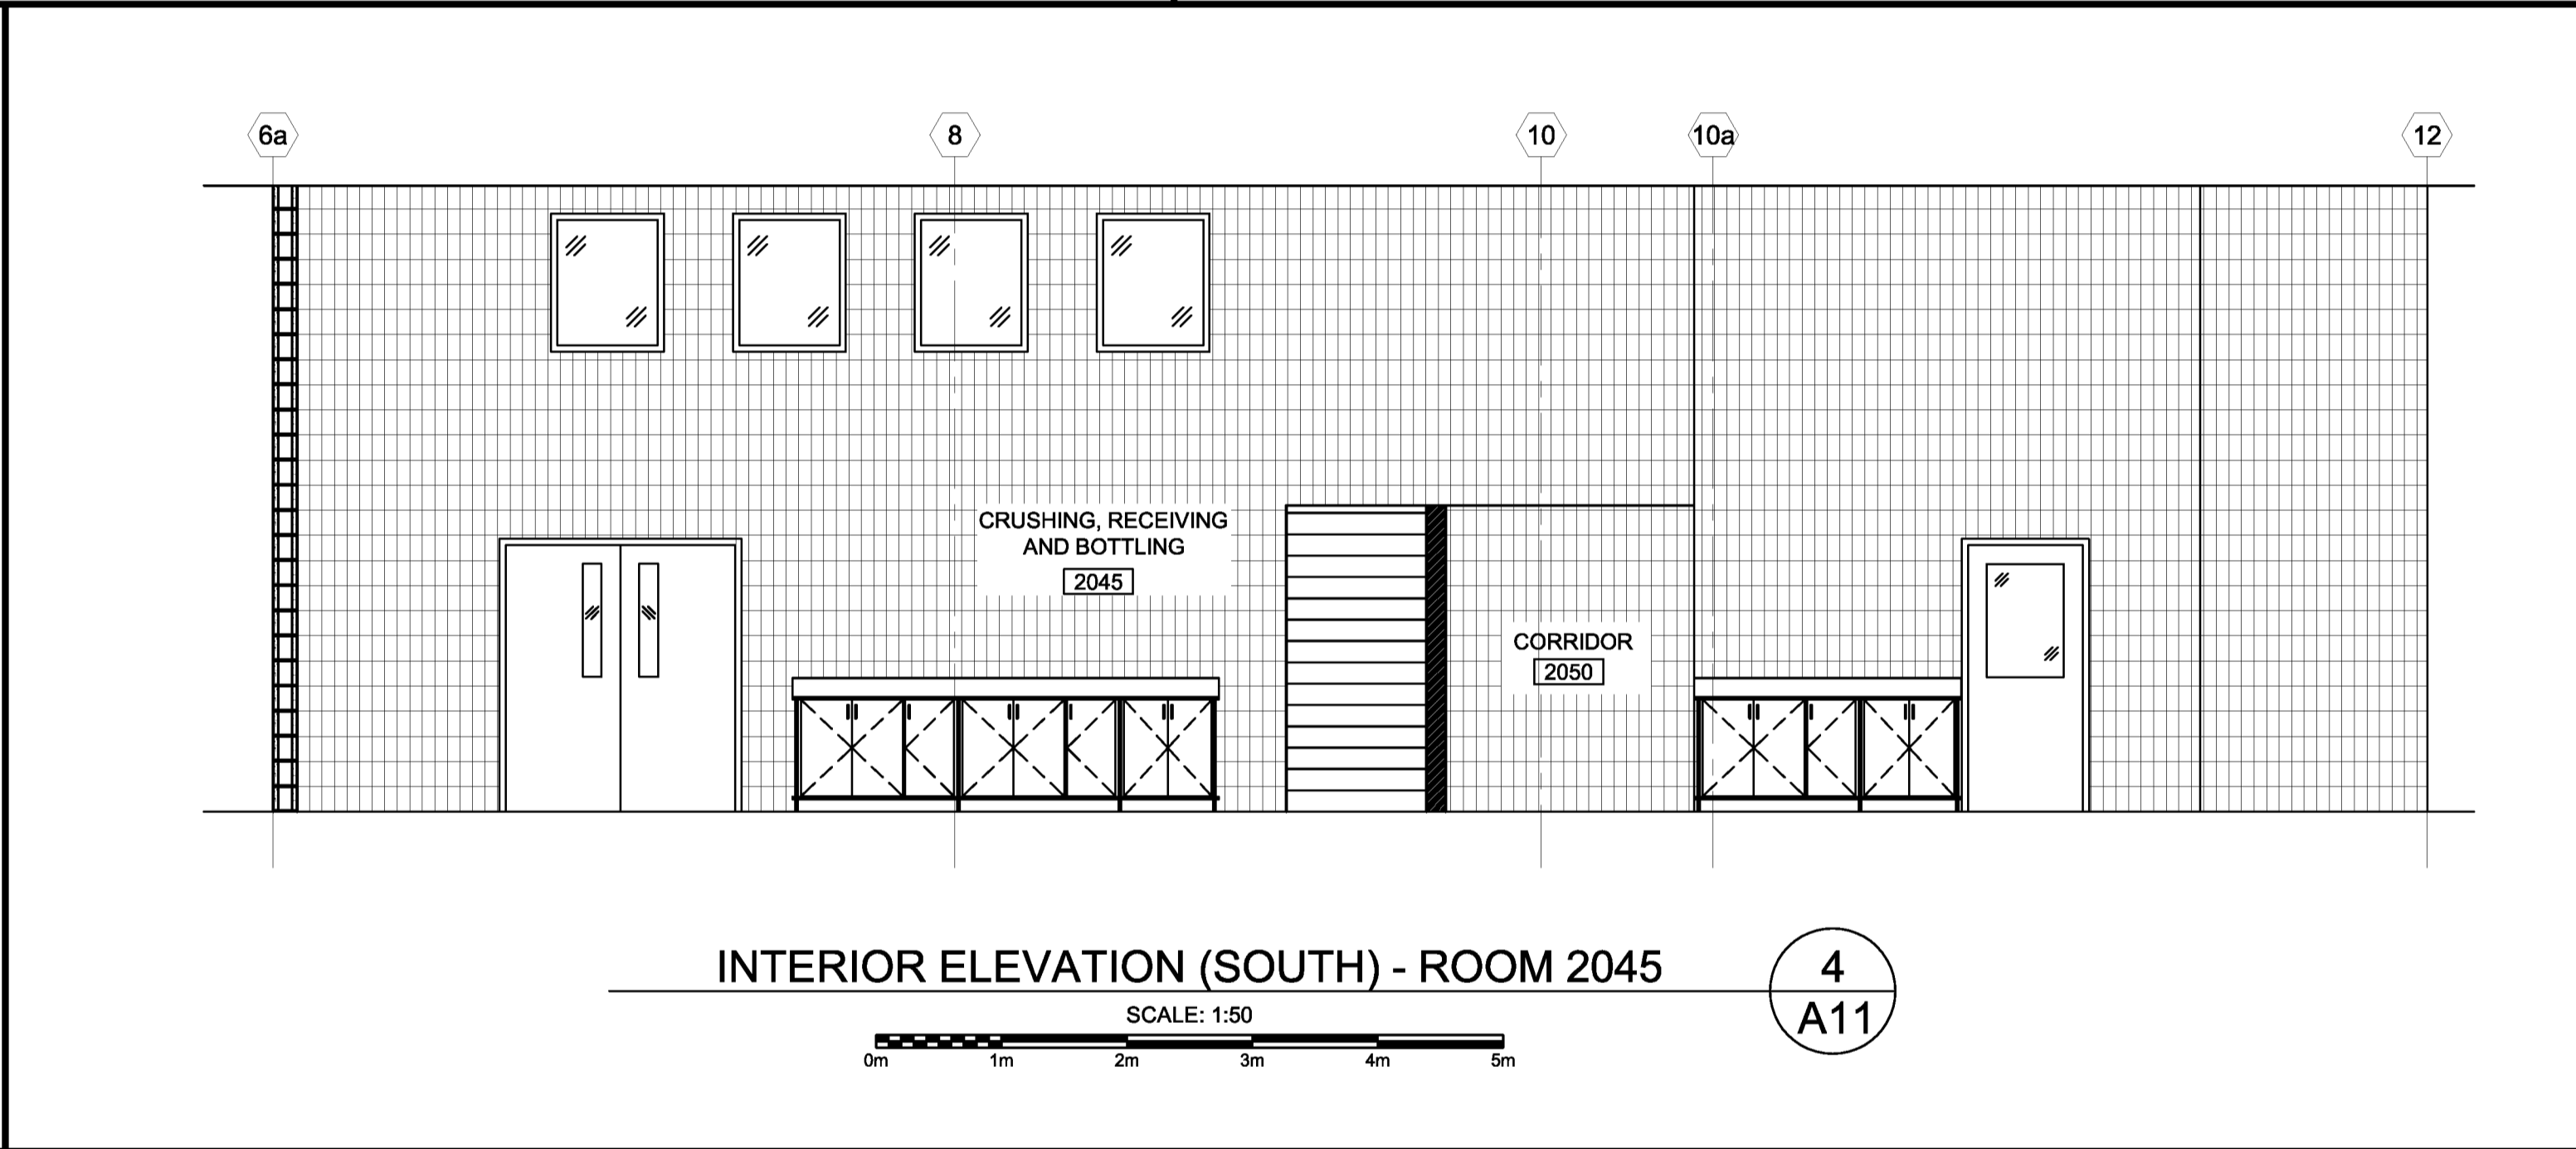 6a
8
10
10a
12
CRUSHING, RECEIVING
AND BOTTLING
2045
CORRIDOR
2050
INTERIOR ELEVATION (SOUTH) - ROOM 2045
4
A11
SCALE: 1:50
0m
1m
2m
3m
4m
5m